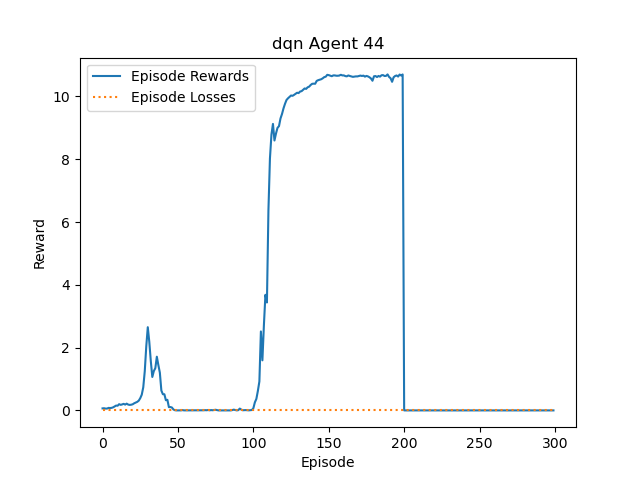 dqn Agent 44
Episode Rewards
Episode Losses
10
8
6
4
2
0
Reward
0 50 100 150 200 250 300
Episode